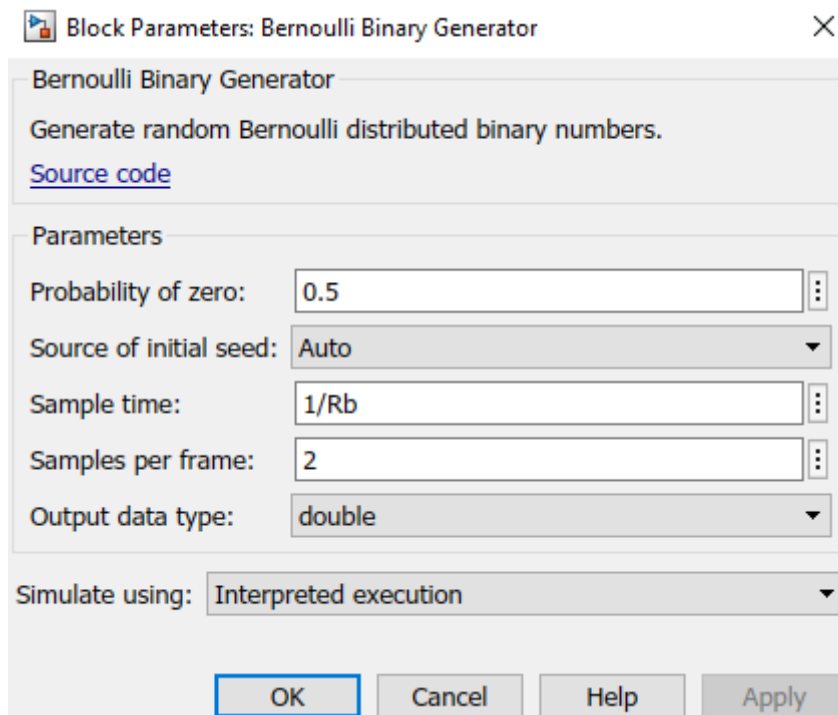 Block Parameters: Bernoulli Binary Generator
Bernoulli Binary Generator
Generate random Bernoulli distributed binary numbers.
Source code
Parameters
Probability of zero: 0.5
Source of initial seed: Auto
Sample time: 1/Rb
Samples per frame: 2
Output data type: double
Simulate using: Interpreted execution
OK Cancel Help Apply